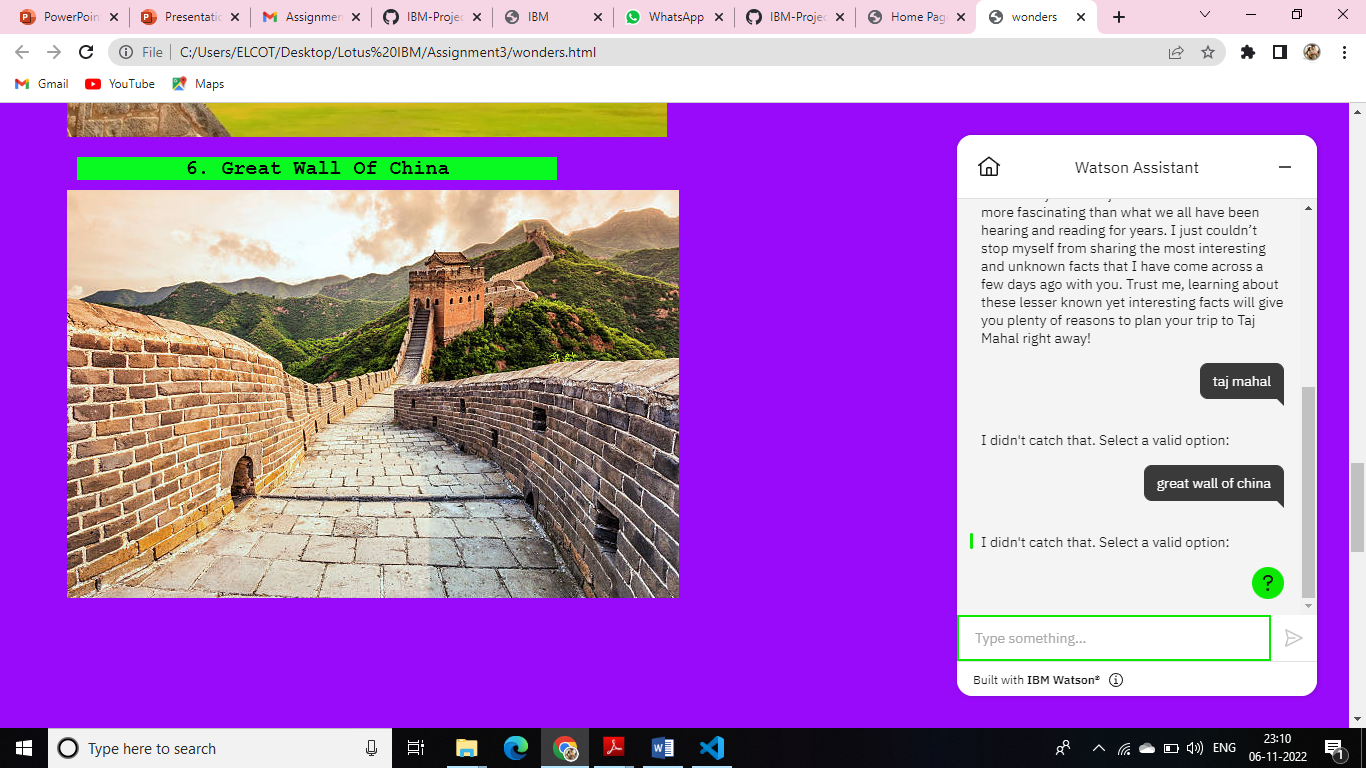 PowerPoin
Presentatio
Assignmen
IBM-Projec
IBM
WhatsApp
IBM-Projec
Home Pag
wonders
File
C:/Users/ELCOT/Desktop/Lotus%20IBM/Assignment3/wonders.html
Gmail
YouTube
Maps
6. Great Wall Of China
Watson Assistant
more fascinating than what we all have been
hearing and reading for years. I just couldn’t
stop myself from sharing the most interesting
and unknown facts that I have come across a
few days ago with you. Trust me, learning about
these lesser known yet interesting facts will give
you plenty of reasons to plan your trip to Taj
Mahal right away!
taj mahal
I didn't catch that. Select a valid option:
great wall of china
I didn't catch that. Select a valid option:
?
Type something...
Built with IBM Watson®
Type here to search
ENG
23:10
06-11-2022
1